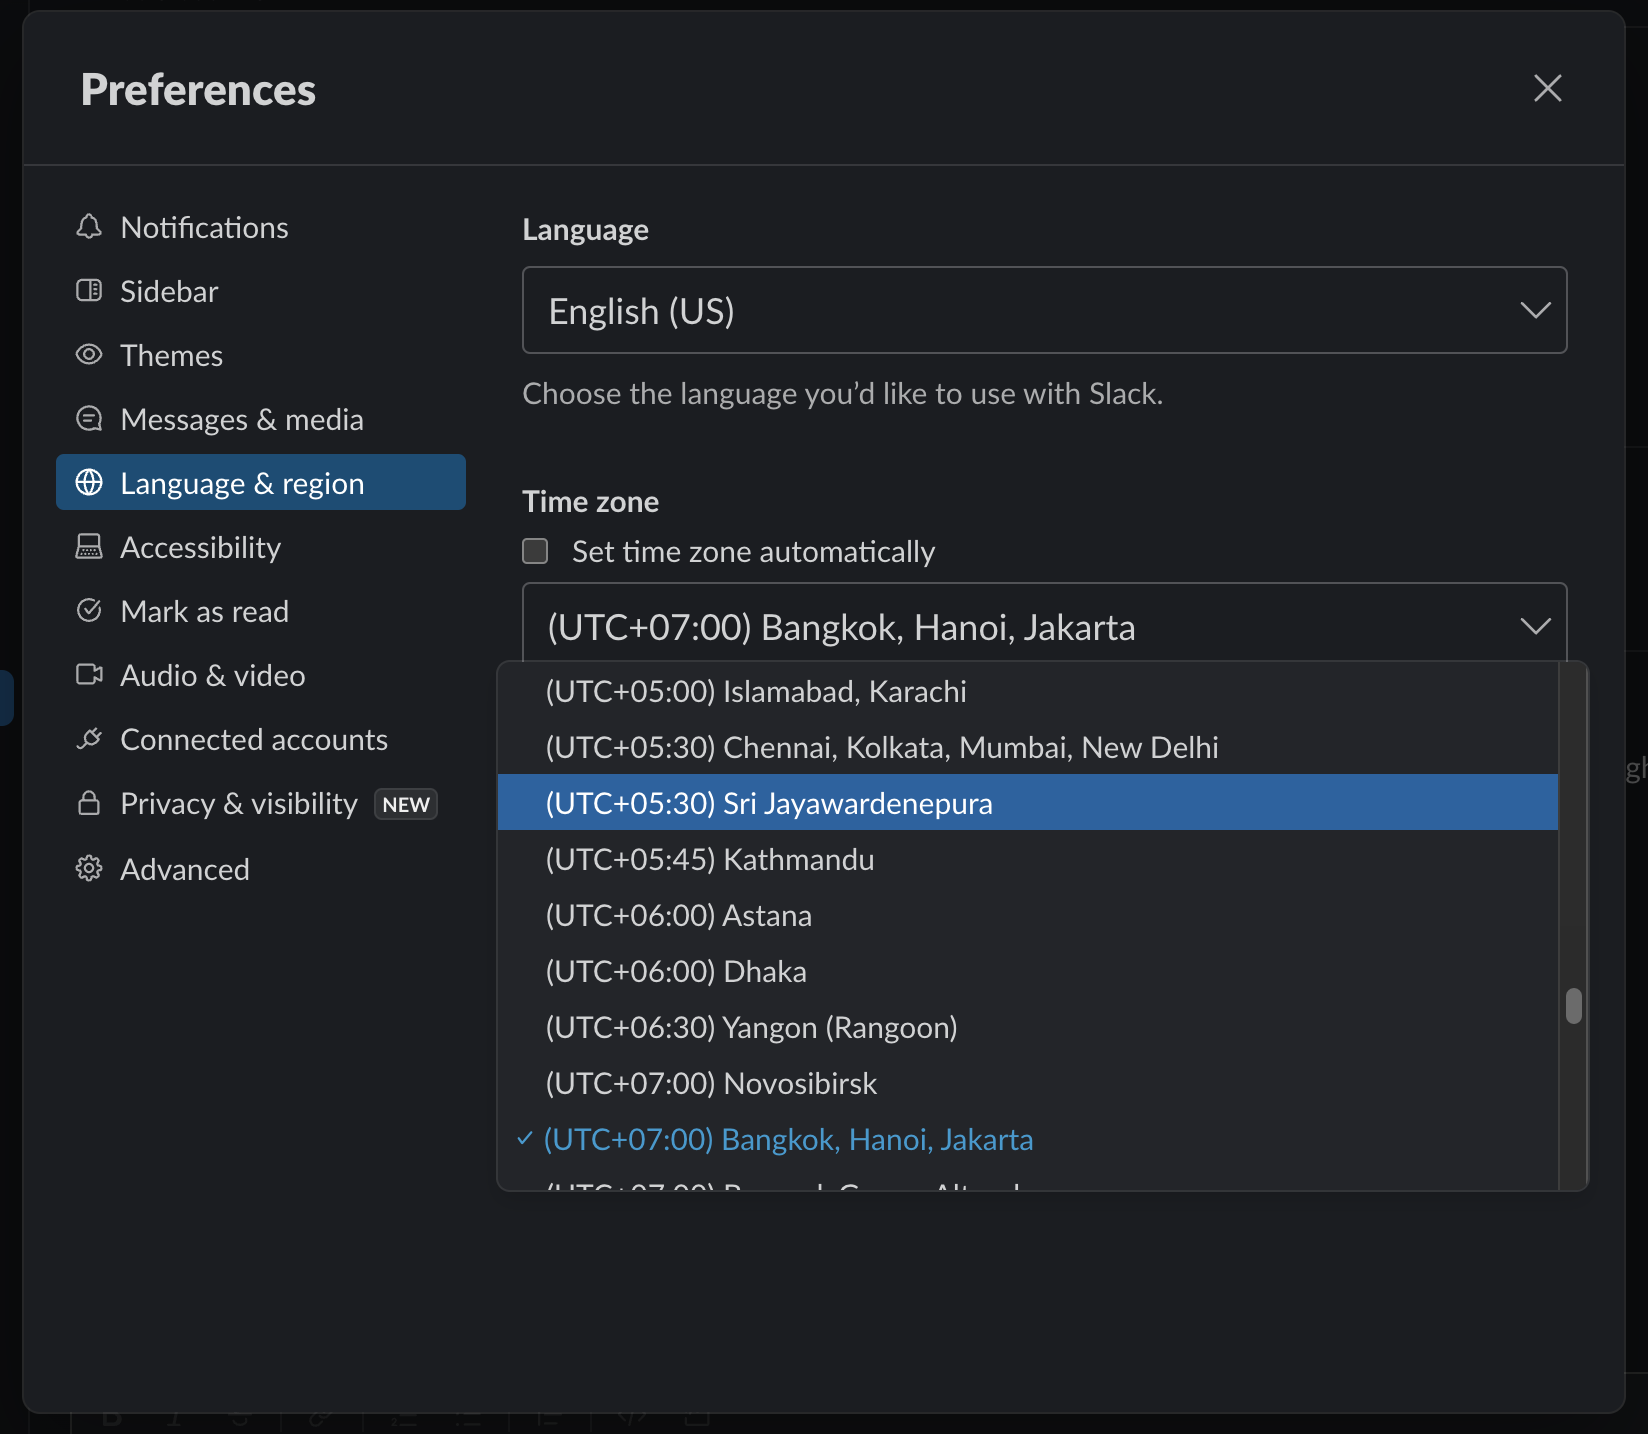 Preferences
Notifications
Sidebar
Themes
Messages & media
Language & region
Accessibility
Mark as read
Audio & video
Connected accounts
Privacy & visibility NEW
Advanced
Language
English (US)
Choose the language you’d like to use with Slack.
Time zone
Set time zone automatically
(UTC+07:00) Bangkok, Hanoi, Jakarta
(UTC+05:00) Islamabad, Karachi
(UTC+05:30) Chennai, Kolkata, Mumbai, New Delhi
(UTC+05:30) Sri Jayawardenepura
(UTC+05:45) Kathmandu
(UTC+06:00) Astana
(UTC+06:00) Dhaka
(UTC+06:30) Yangon (Rangoon)
(UTC+07:00) Novosibirsk
(UTC+07:00) Bangkok, Hanoi, Jakarta